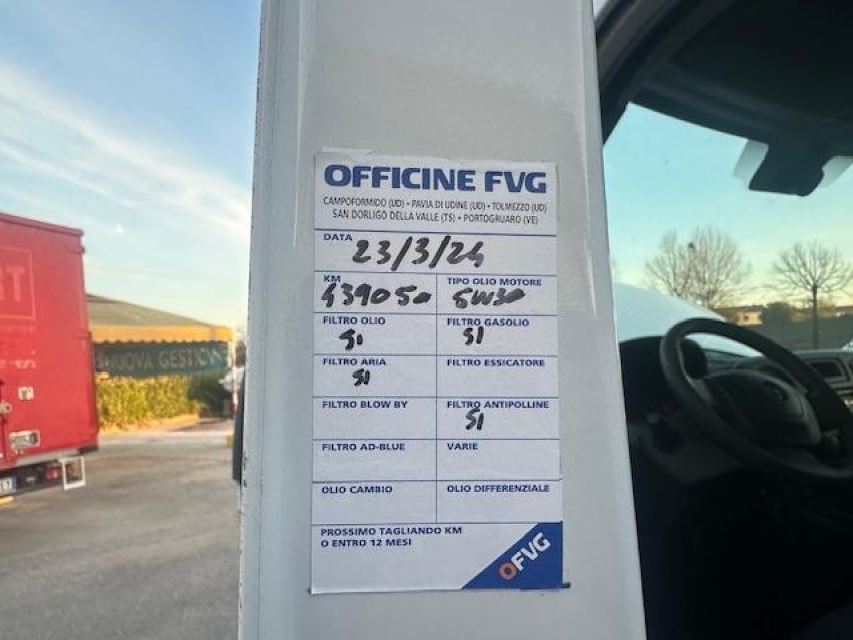 OFFICINE FVG
CAMPOFORMIDO (UD) • PAVIA DI UDINE (UD) • TOLMEZZO (UD)
SAN DORLIGO DELLA VALLE (TS) • PORTOGRUARO (VE)
DATA 23/3/24
KM TIPO OLIO MOTORE
439050 5W30
FILTRO OLIO FILTRO GASOLIO
SI SI
FILTRO ARIA FILTRO ESSICATORE
SI
FILTRO BLOW BY FILTRO ANTIPOLLINE
SI
FILTRO AD-BLUE VARIE
OLIO CAMBIO OLIO DIFFERENZIALE
PROSSIMO TAGLIANDO KM
O ENTRO 12 MESI
OFVG
NUOVA GESTIONE